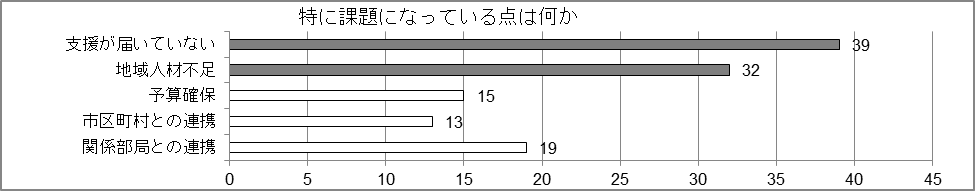 特に課題になっている点は何か
支援が届いていない 39
地域人材不足 32
予算確保 15
市区町村との連携 13
関係部局との連携 19
0 5 10 15 20 25 30 35 40 45